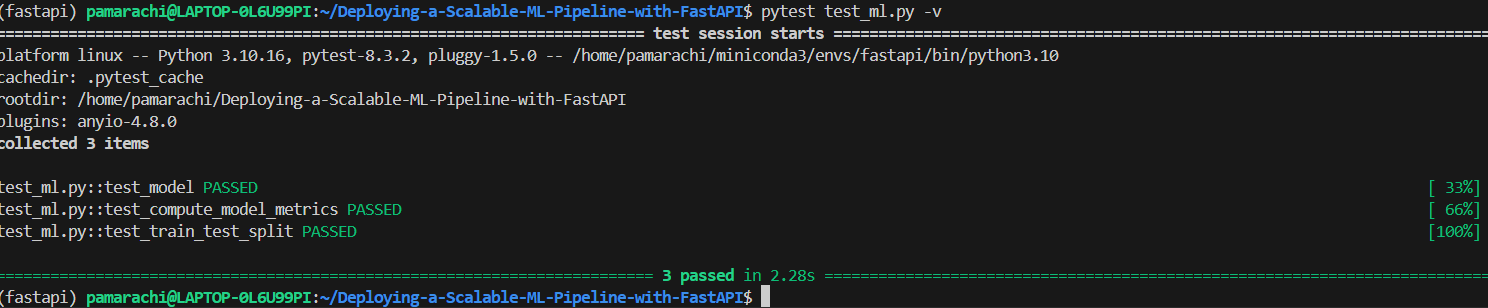 (fastapi) pamarachi@LAPTOP-0L6U99PI:~/Deploying-a-Scalable-ML-Pipeline-with-FastAPI$ pytest test_ml.py -v
============================= test session starts =============================
platform linux -- Python 3.10.16, pytest-8.3.2, pluggy-1.5.0 -- /home/pamarachi/miniconda3/envs/fastapi/bin/python3.10
cachedir: .pytest_cache
rootdir: /home/pamarachi/Deploying-a-Scalable-ML-Pipeline-with-FastAPI
plugins: anyio-4.8.0
collected 3 items
test_ml.py::test_model PASSED [ 33%]
test_ml.py::test_compute_model_metrics PASSED [ 66%]
test_ml.py::test_train_test_split PASSED [100%]
============================= 3 passed in 2.28s =============================
(fastapi) pamarachi@LAPTOP-0L6U99PI:~/Deploying-a-Scalable-ML-Pipeline-with-FastAPI$